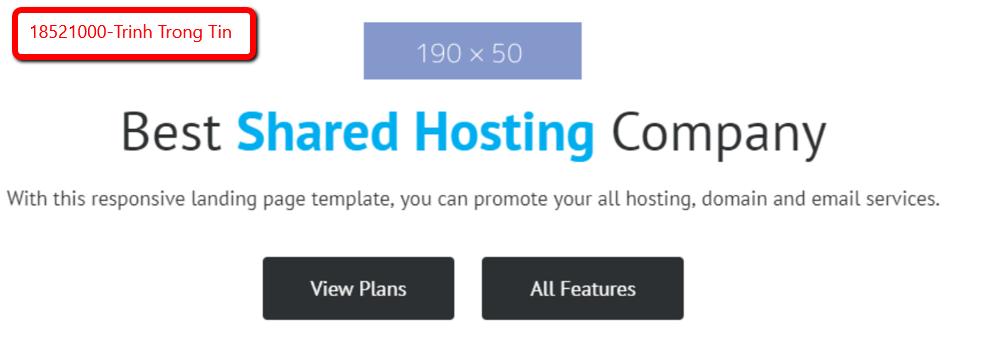 18521000-Trinh Trong Tin
190 × 50
Best Shared Hosting Company
With this responsive landing page template, you can promote your all hosting, domain and email services.
View Plans
All Features